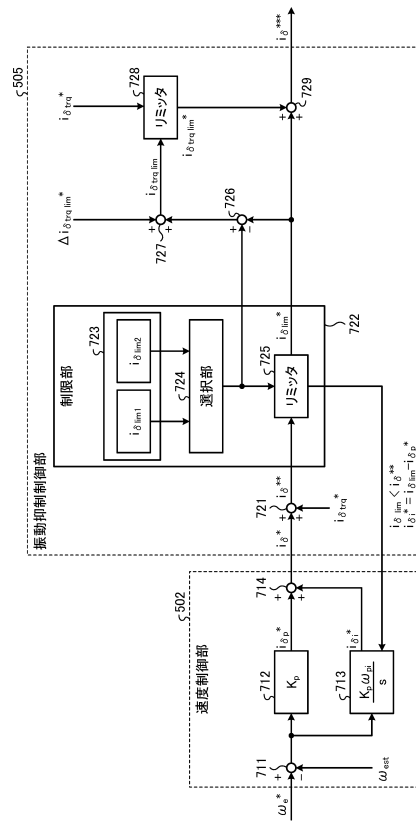 502
速度制御部
ω_e^*
+
−
711
ω_est
712
K_p
i_δp^*
713
K_p ω_pi
s
i_δi^*
714
+
+
i_δ^*
505
振動抑制制御部
721
+
+
i_δtrq^*
i_δ^**
制限部
723
i_δlim1
i_δlim2
724
選択部
725
リミッタ
722
i_δlim^*
i_δlim < i_δ^**
i_δi^* = i_δlim − i_δp^*
726
+
−
727
+
+
Δi_δtrq lim^*
i_δtrq lim
i_δtrq^*
728
リミッタ
i_δtrq lim^*
729
+
+
i_δ^***